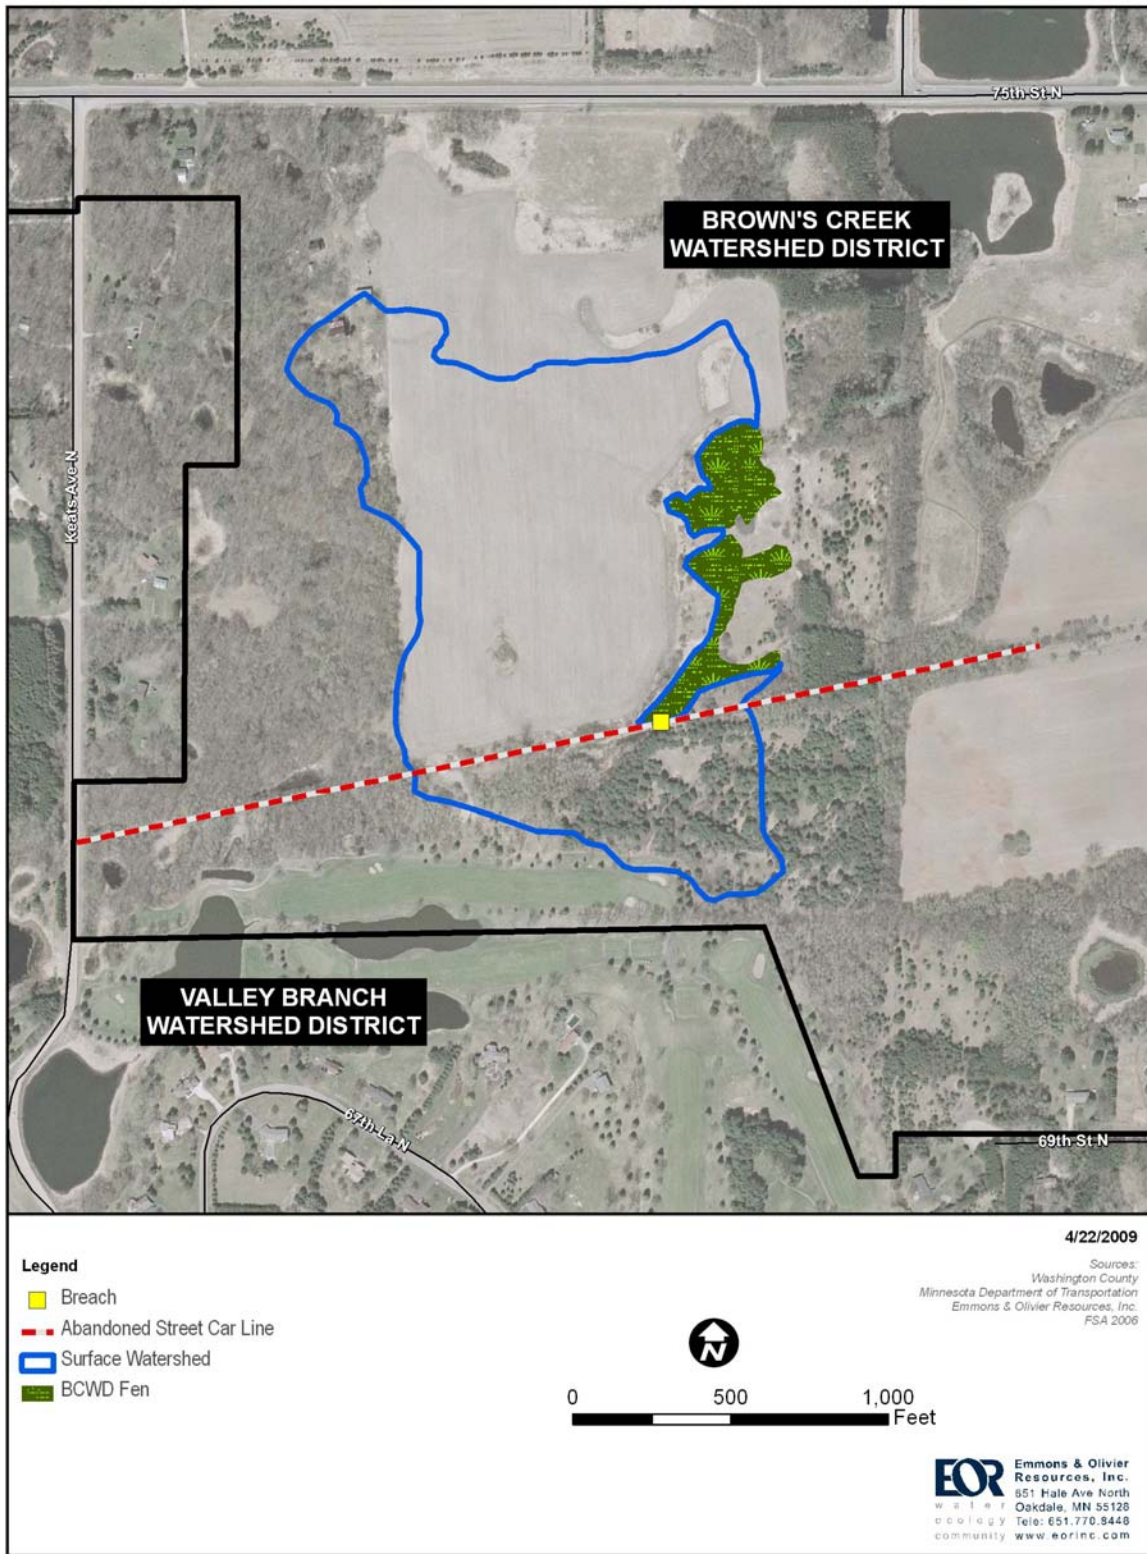 75th St N
BROWN'S CREEK
WATERSHED DISTRICT
Keats Ave N
VALLEY BRANCH
WATERSHED DISTRICT
67th La N
69th St N
4/22/2009
Sources:
Washington County
Minnesota Department of Transportation
Emmons & Olivier Resources, Inc.
FSA 2006
Legend
Breach
Abandoned Street Car Line
Surface Watershed
BCWD Fen
N
0 500 1,000
Feet
EOR
water
ecology
community
Emmons & Olivier
Resources, Inc.
651 Hale Ave North
Oakdale, MN 55128
Tele: 651.770.8448
www.eorinc.com